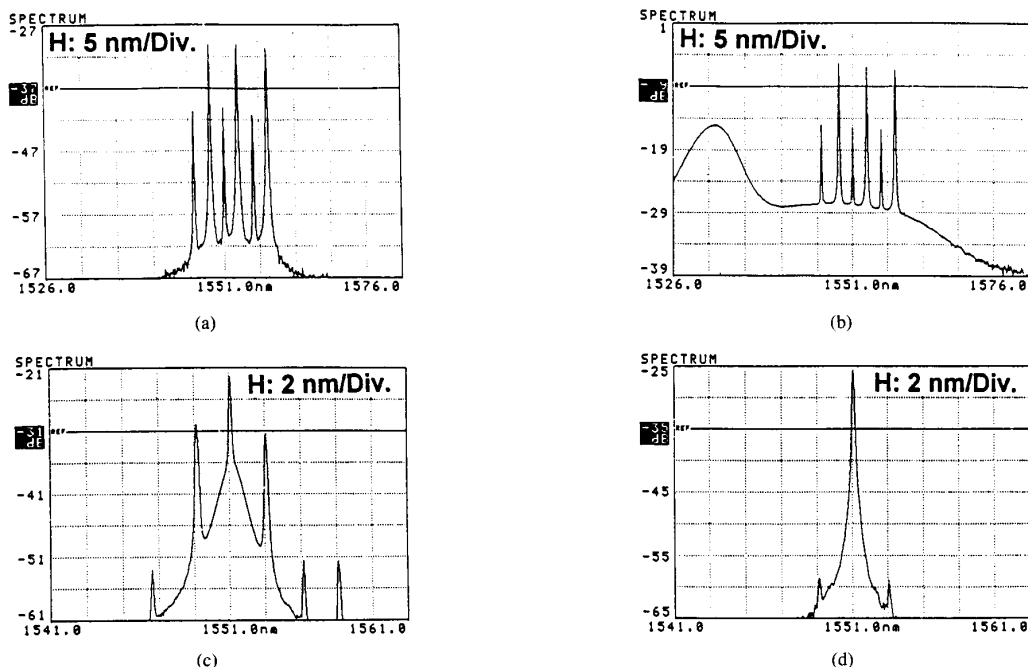 SPECTRUM
-27
H: 5 nm/Div.
-37
dB
REF
-47
-57
-67
1526.0
1551.0nm
1576.0
(a)
SPECTRUM
1
H: 5 nm/Div.
-9
dB
REF
-19
-29
-39
1526.0
1551.0nm
1576.0
(b)
SPECTRUM
-21
H: 2 nm/Div.
-31
dB
REF
-41
-51
-61
1541.0
1551.0nm
1561.0
(c)
SPECTRUM
-25
H: 2 nm/Div.
-35
dB
REF
-45
-55
-65
1541.0
1551.0nm
1561.0
(d)